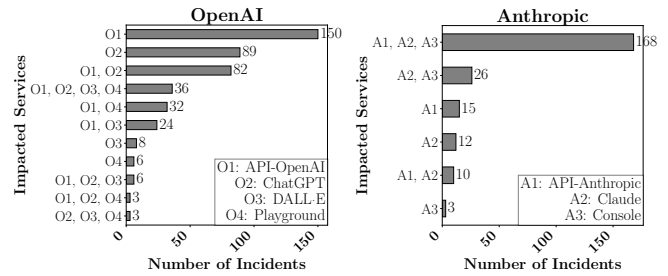 OpenAI
Impacted Services
O1 150
O2 89
O1, O2 82
O1, O2, O3, O4 36
O1, O4 32
O1, O3 24
O3 8
O4 6
O1, O2, O3 6
O1, O2, O4 3
O2, O3, O4 3
O1: API-OpenAI
O2: ChatGPT
O3: DALL·E
O4: Playground
0 50 100 150
Number of Incidents
Anthropic
Impacted Services
A1, A2, A3 168
A2, A3 26
A1 15
A2 12
A1, A2 10
A3 3
A1: API-Anthropic
A2: Claude
A3: Console
0 50 100 150
Number of Incidents